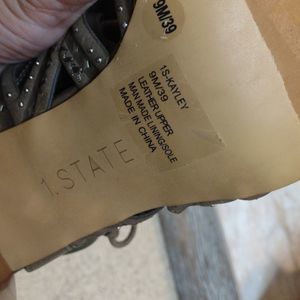 9M/39
1S-KAYLEY
9M/39
LEATHER UPPER
MAN MADE LINING/SOLE
MADE IN CHINA
1.STATE